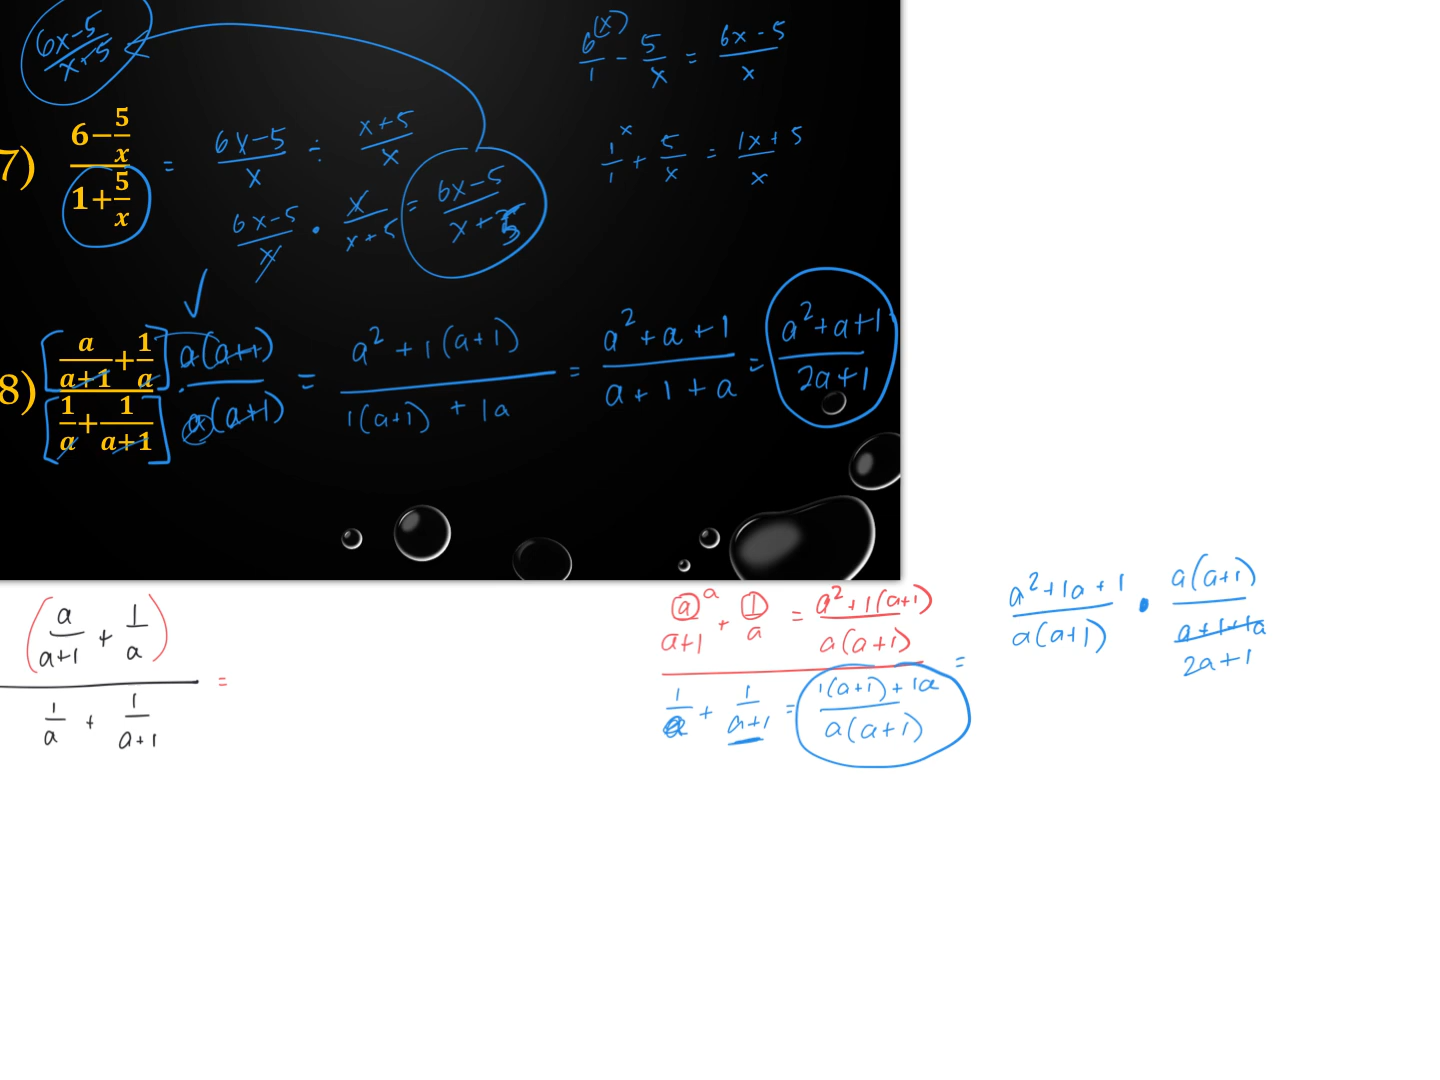 (6x-5)/(x+5)
6^(x)/1 - 5/x = (6x-5)/x
7) (6-5/x)/(1+5/x) = (6x-5)/x ÷ (x+5)/x
1^x/1 + 5/x = (1x+5)/x
(6x-5)/x · x/(x+5) = (6x-5)/(x+5)
✓
8) [a/(a+1)+1/a]/[1/a+1/(a+1)] · a(a+1)/a(a+1) = (a²+1(a+1))/(1(a+1)+1a) = (a²+a+1)/(a+1+a) = (a²+a+1)/(2a+1)
(a/(a+1) + 1/a)/(1/a + 1/(a+1)) =
a^a/(a+1) + 1/a = (a²+1(a+1))/(a(a+1))
1/a + 1/(a+1) = (1(a+1)+1a)/(a(a+1))
= (a²+1a+1)/(a(a+1)) · a(a+1)/(a+1+1a)
2a+1